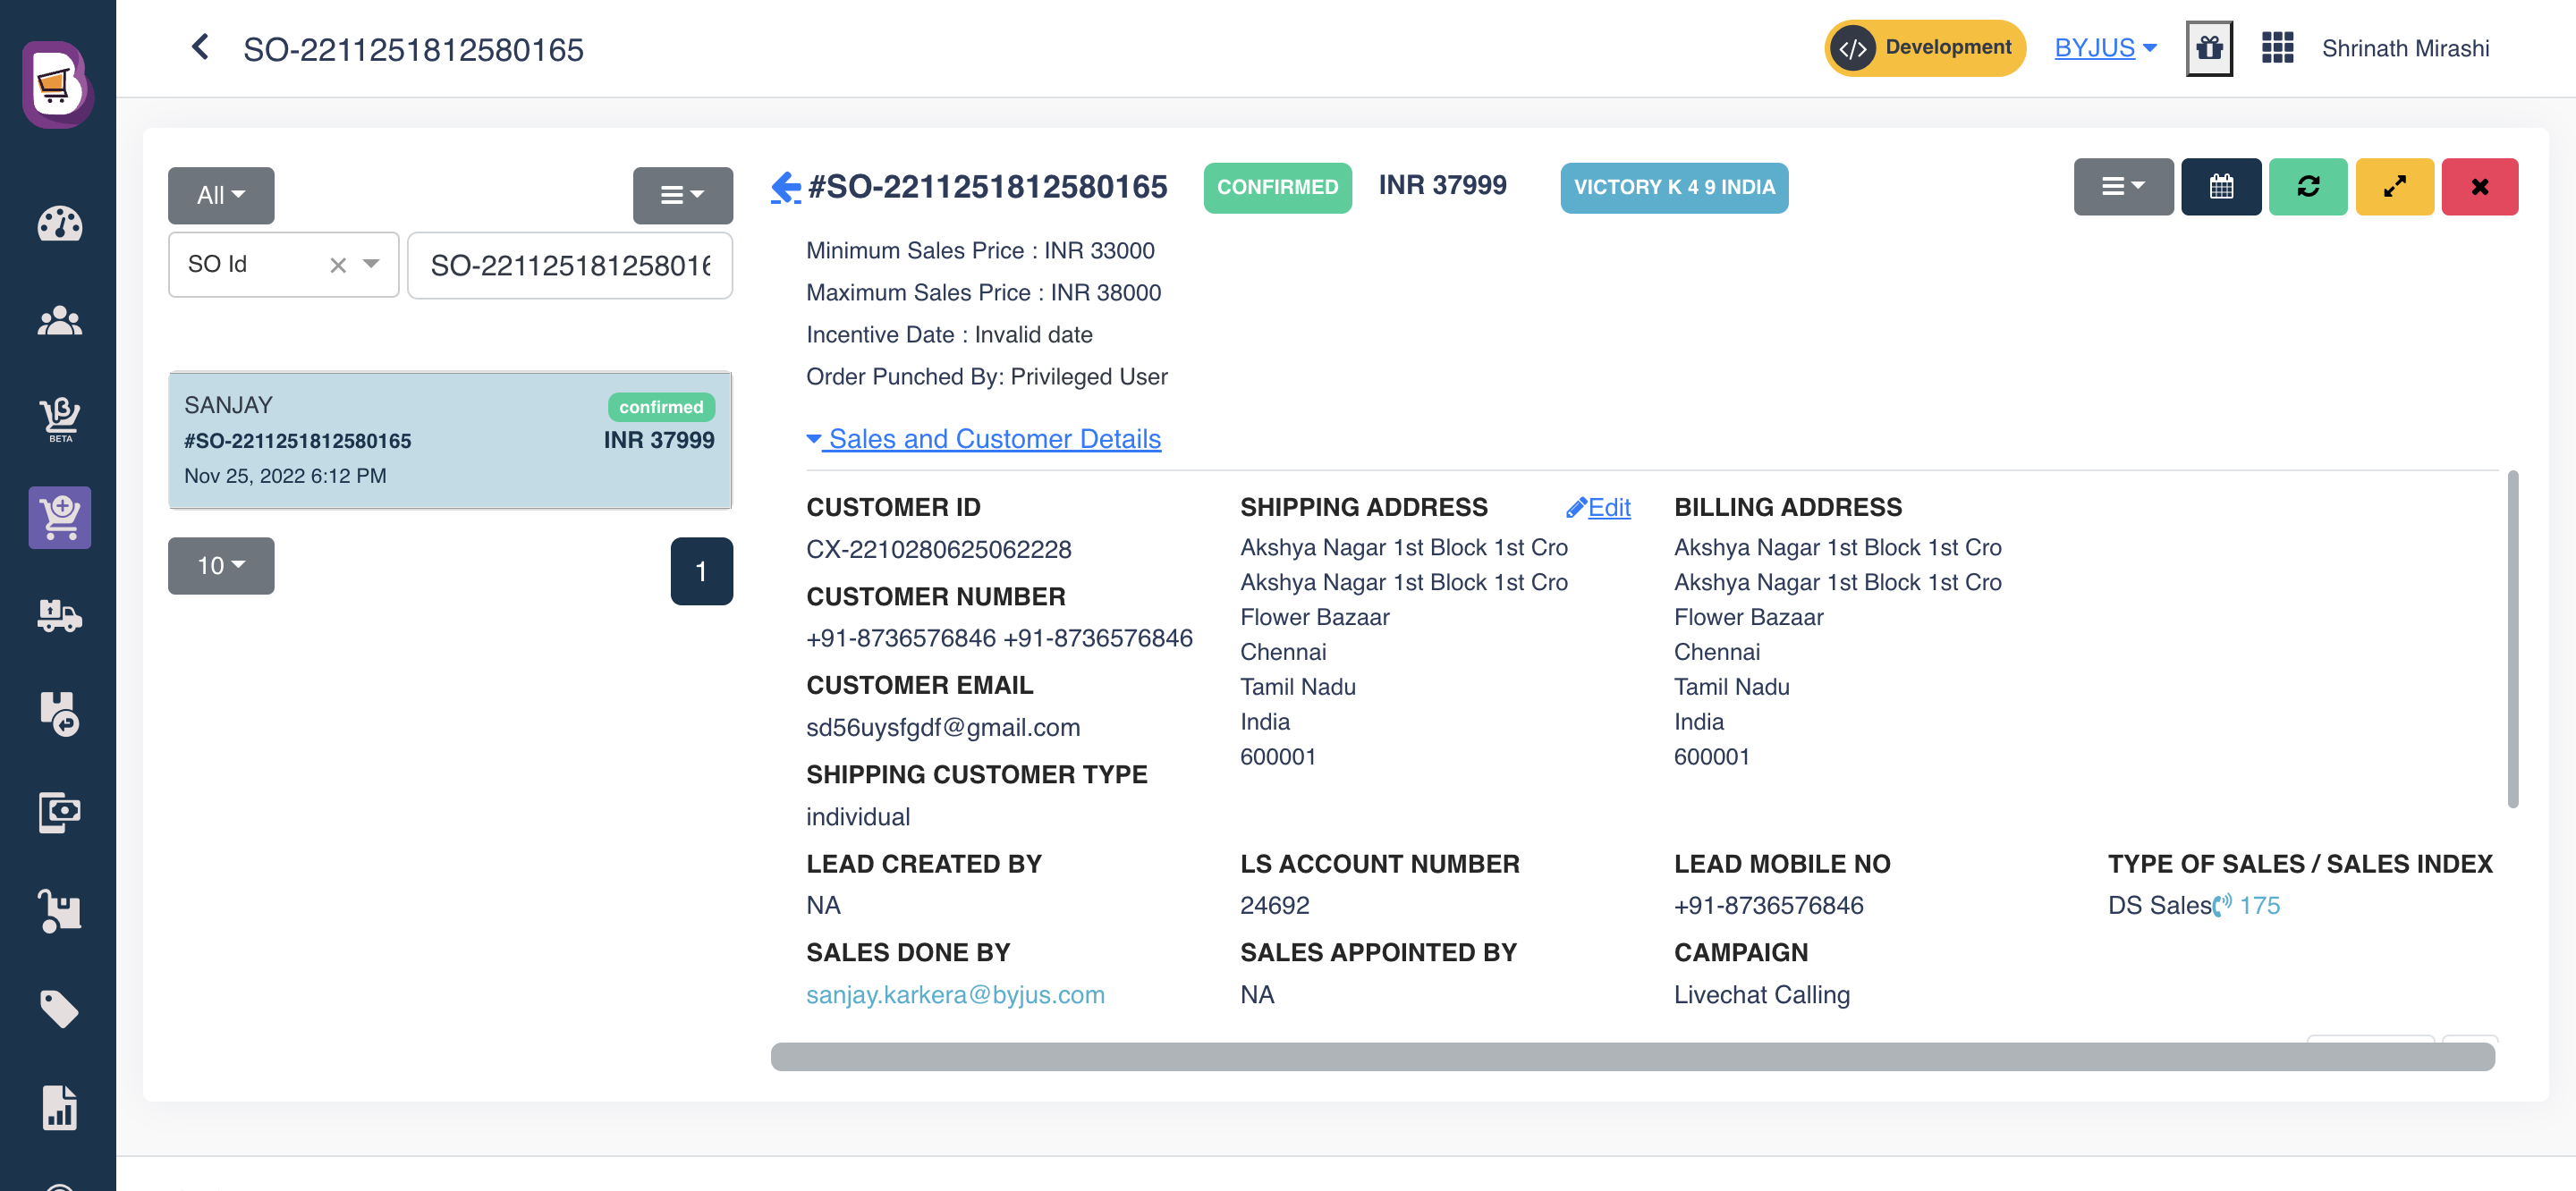 SO-2211251812580165
Development
BYJUS
Shrinath Mirashi
All
SO Id
SO-221125181258016
SANJAY
confirmed
#SO-2211251812580165
INR 37999
Nov 25, 2022 6:12 PM
10
1
BETA
#SO-2211251812580165
CONFIRMED
INR 37999
VICTORY K 4 9 INDIA
Minimum Sales Price : INR 33000
Maximum Sales Price : INR 38000
Incentive Date : Invalid date
Order Punched By: Privileged User
Sales and Customer Details
CUSTOMER ID
CX-2210280625062228
CUSTOMER NUMBER
+91-8736576846 +91-8736576846
CUSTOMER EMAIL
sd56uysfgdf@gmail.com
SHIPPING CUSTOMER TYPE
individual
SHIPPING ADDRESS
Edit
Akshya Nagar 1st Block 1st Cro
Akshya Nagar 1st Block 1st Cro
Flower Bazaar
Chennai
Tamil Nadu
India
600001
BILLING ADDRESS
Akshya Nagar 1st Block 1st Cro
Akshya Nagar 1st Block 1st Cro
Flower Bazaar
Chennai
Tamil Nadu
India
600001
LEAD CREATED BY
NA
LS ACCOUNT NUMBER
24692
LEAD MOBILE NO
+91-8736576846
TYPE OF SALES / SALES INDEX
DS Sales 175
SALES DONE BY
sanjay.karkera@byjus.com
SALES APPOINTED BY
NA
CAMPAIGN
Livechat Calling